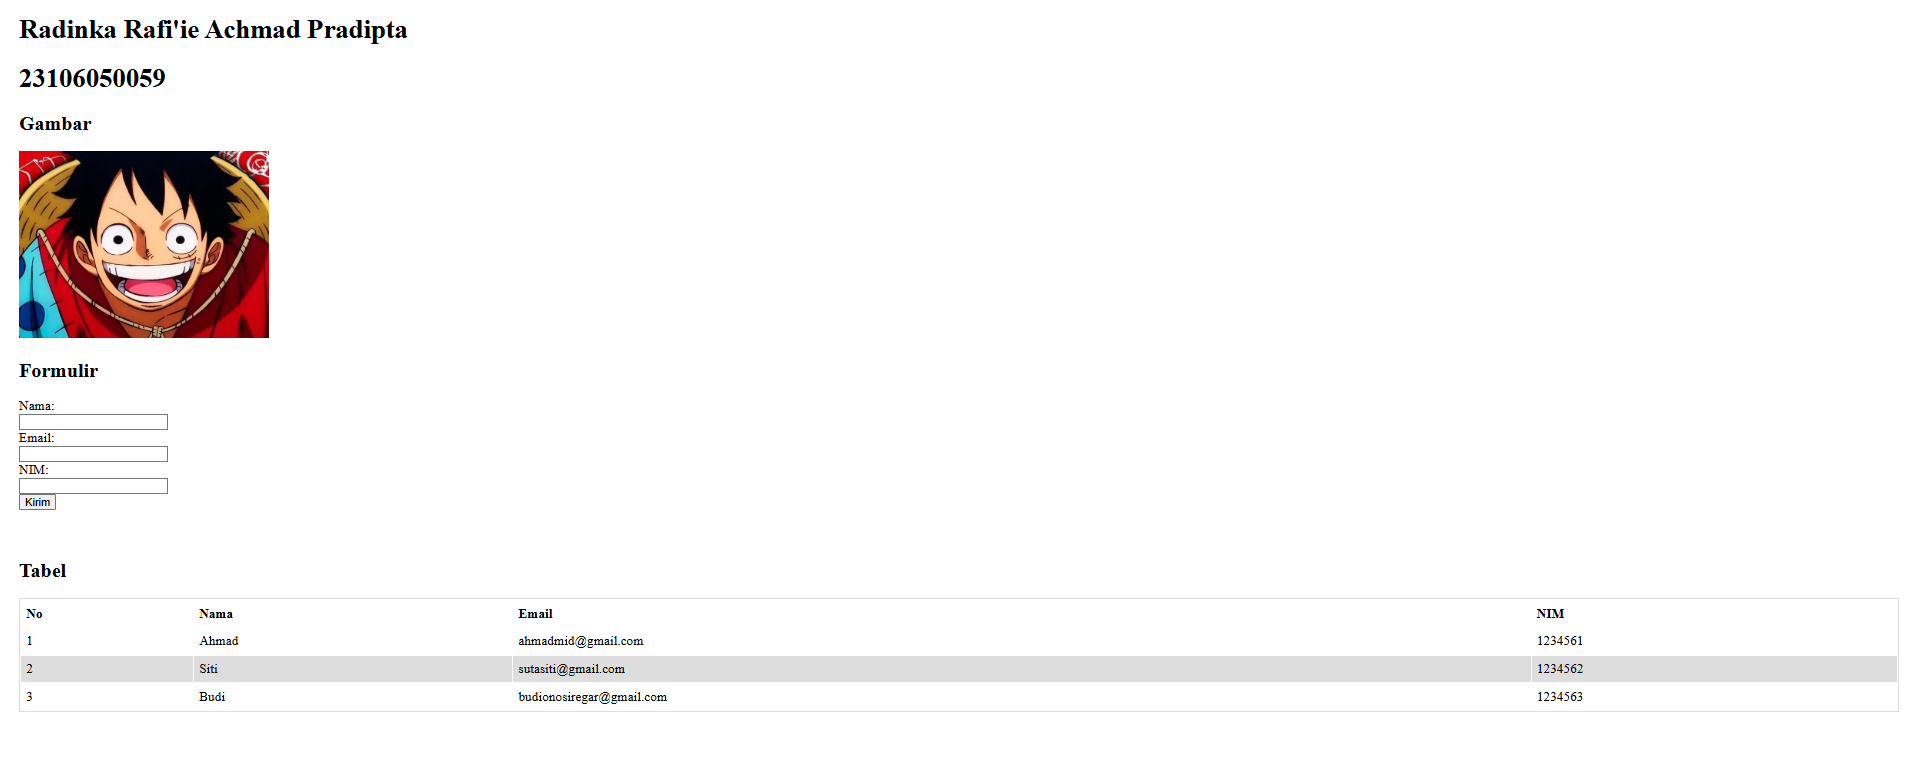 Radinka Rafi'ie Achmad Pradipta
23106050059
Gambar
Formulir
Nama:
Email:
NIM:
Kirim
Tabel
No Nama Email NIM
1 Ahmad ahmadmid@gmail.com 1234561
2 Siti sutasiti@gmail.com 1234562
3 Budi budionosiregar@gmail.com 1234563